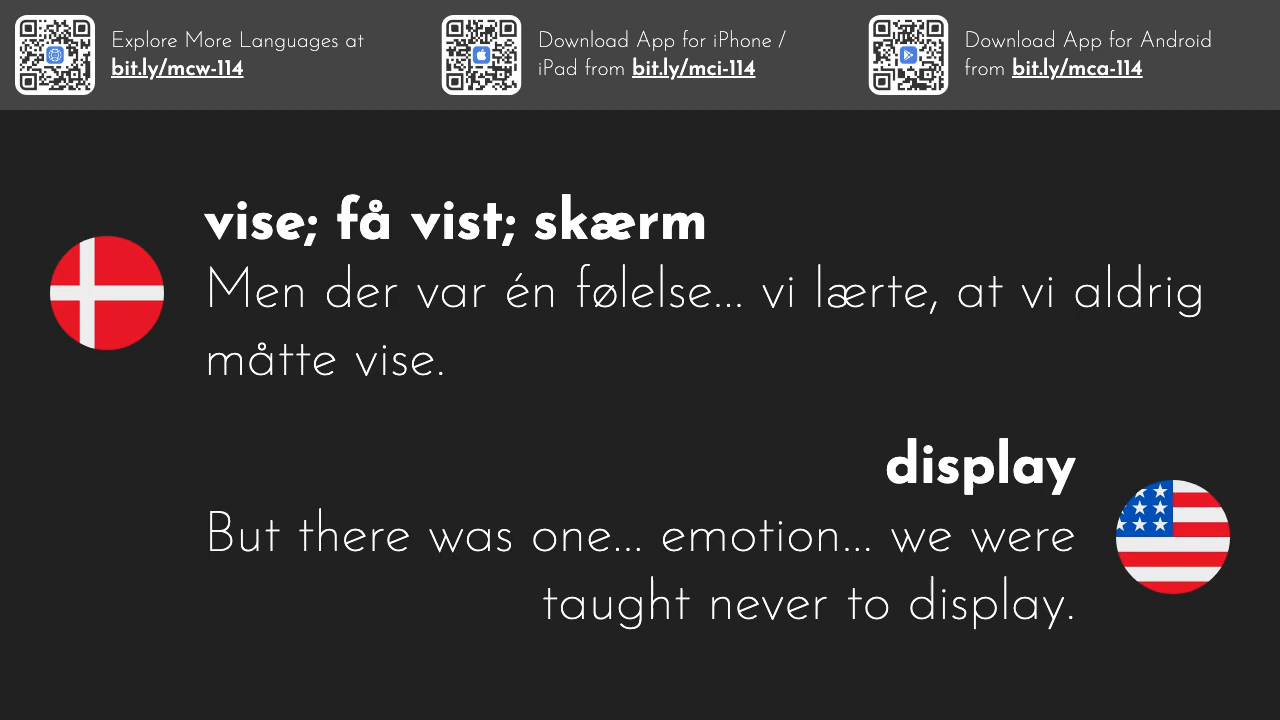 Explore More Languages at
bit.ly/mcw-114
Download App for iPhone /
iPad from bit.ly/mci-114
Download App for Android
from bit.ly/mca-114
vise; få vist; skærm
Men der var én følelse... vi lærte, at vi aldrig
måtte vise.
display
But there was one... emotion... we were
taught never to display.